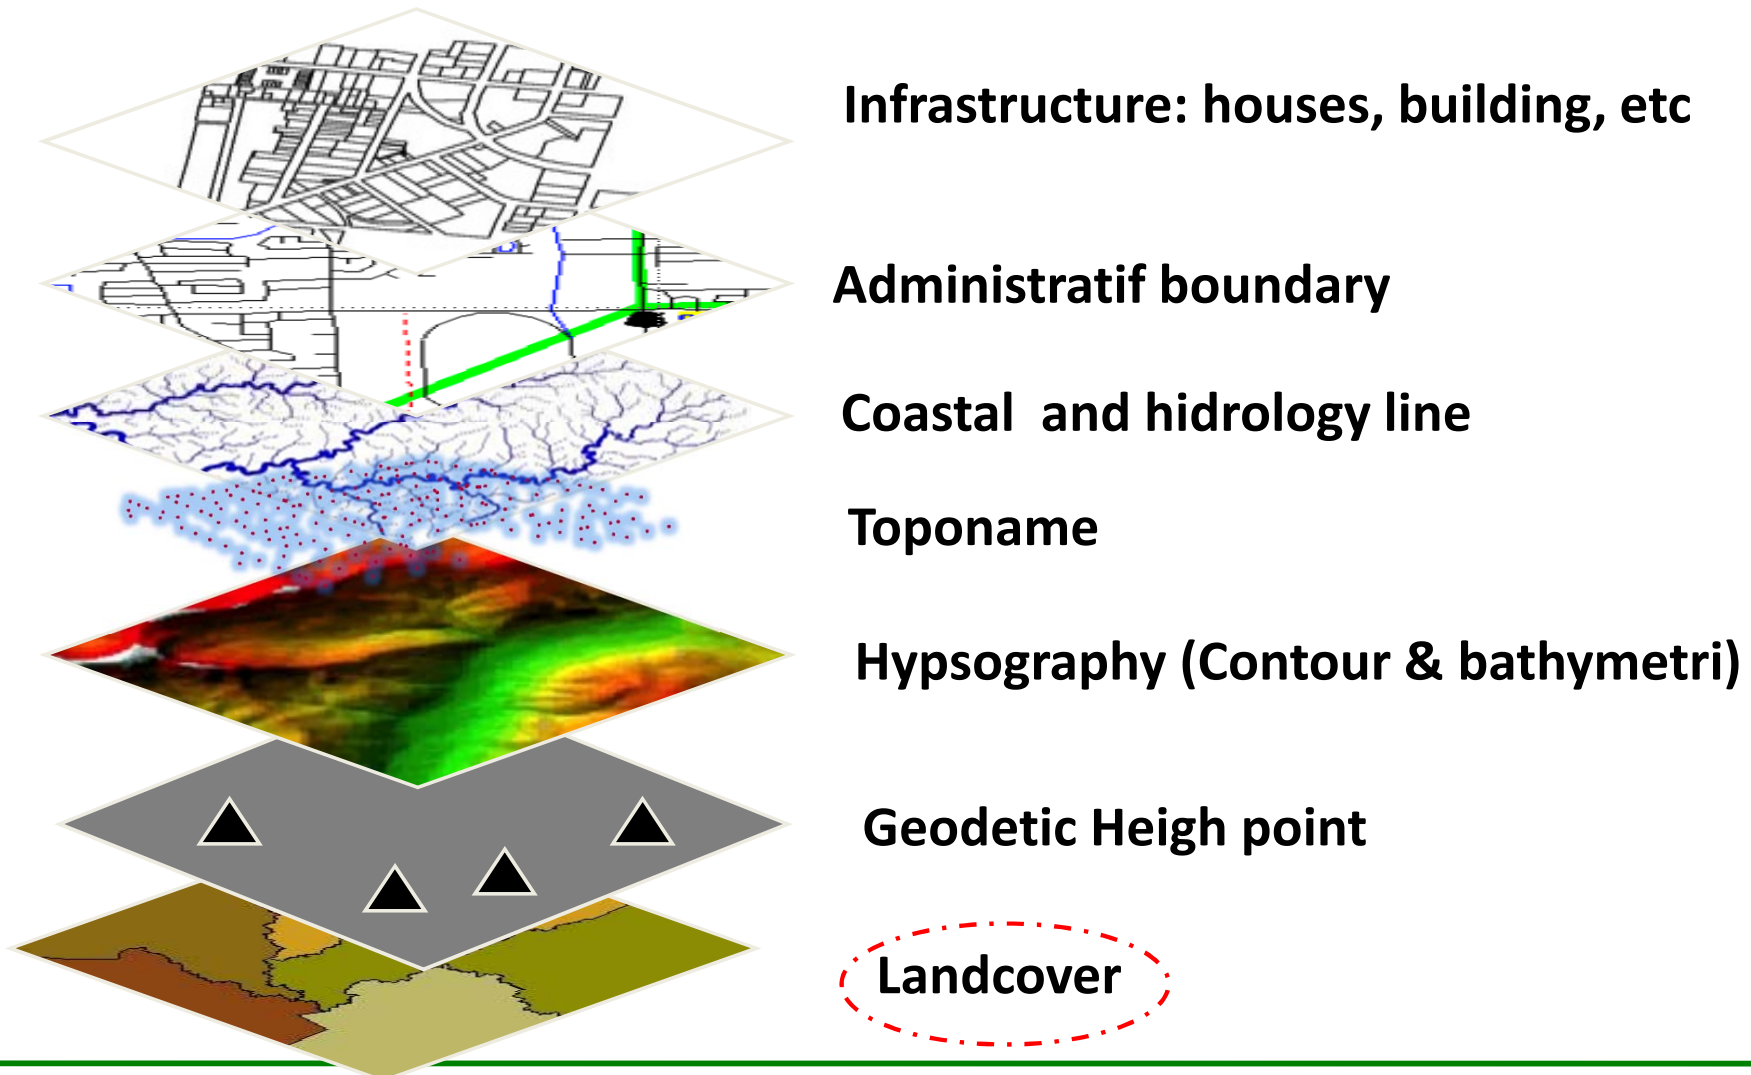 Infrastructure: houses, building, etc
Administratif boundary
Coastal  and hidrology line
Toponame
Hypsography (Contour & bathymetri)
Geodetic Heigh point
Landcover